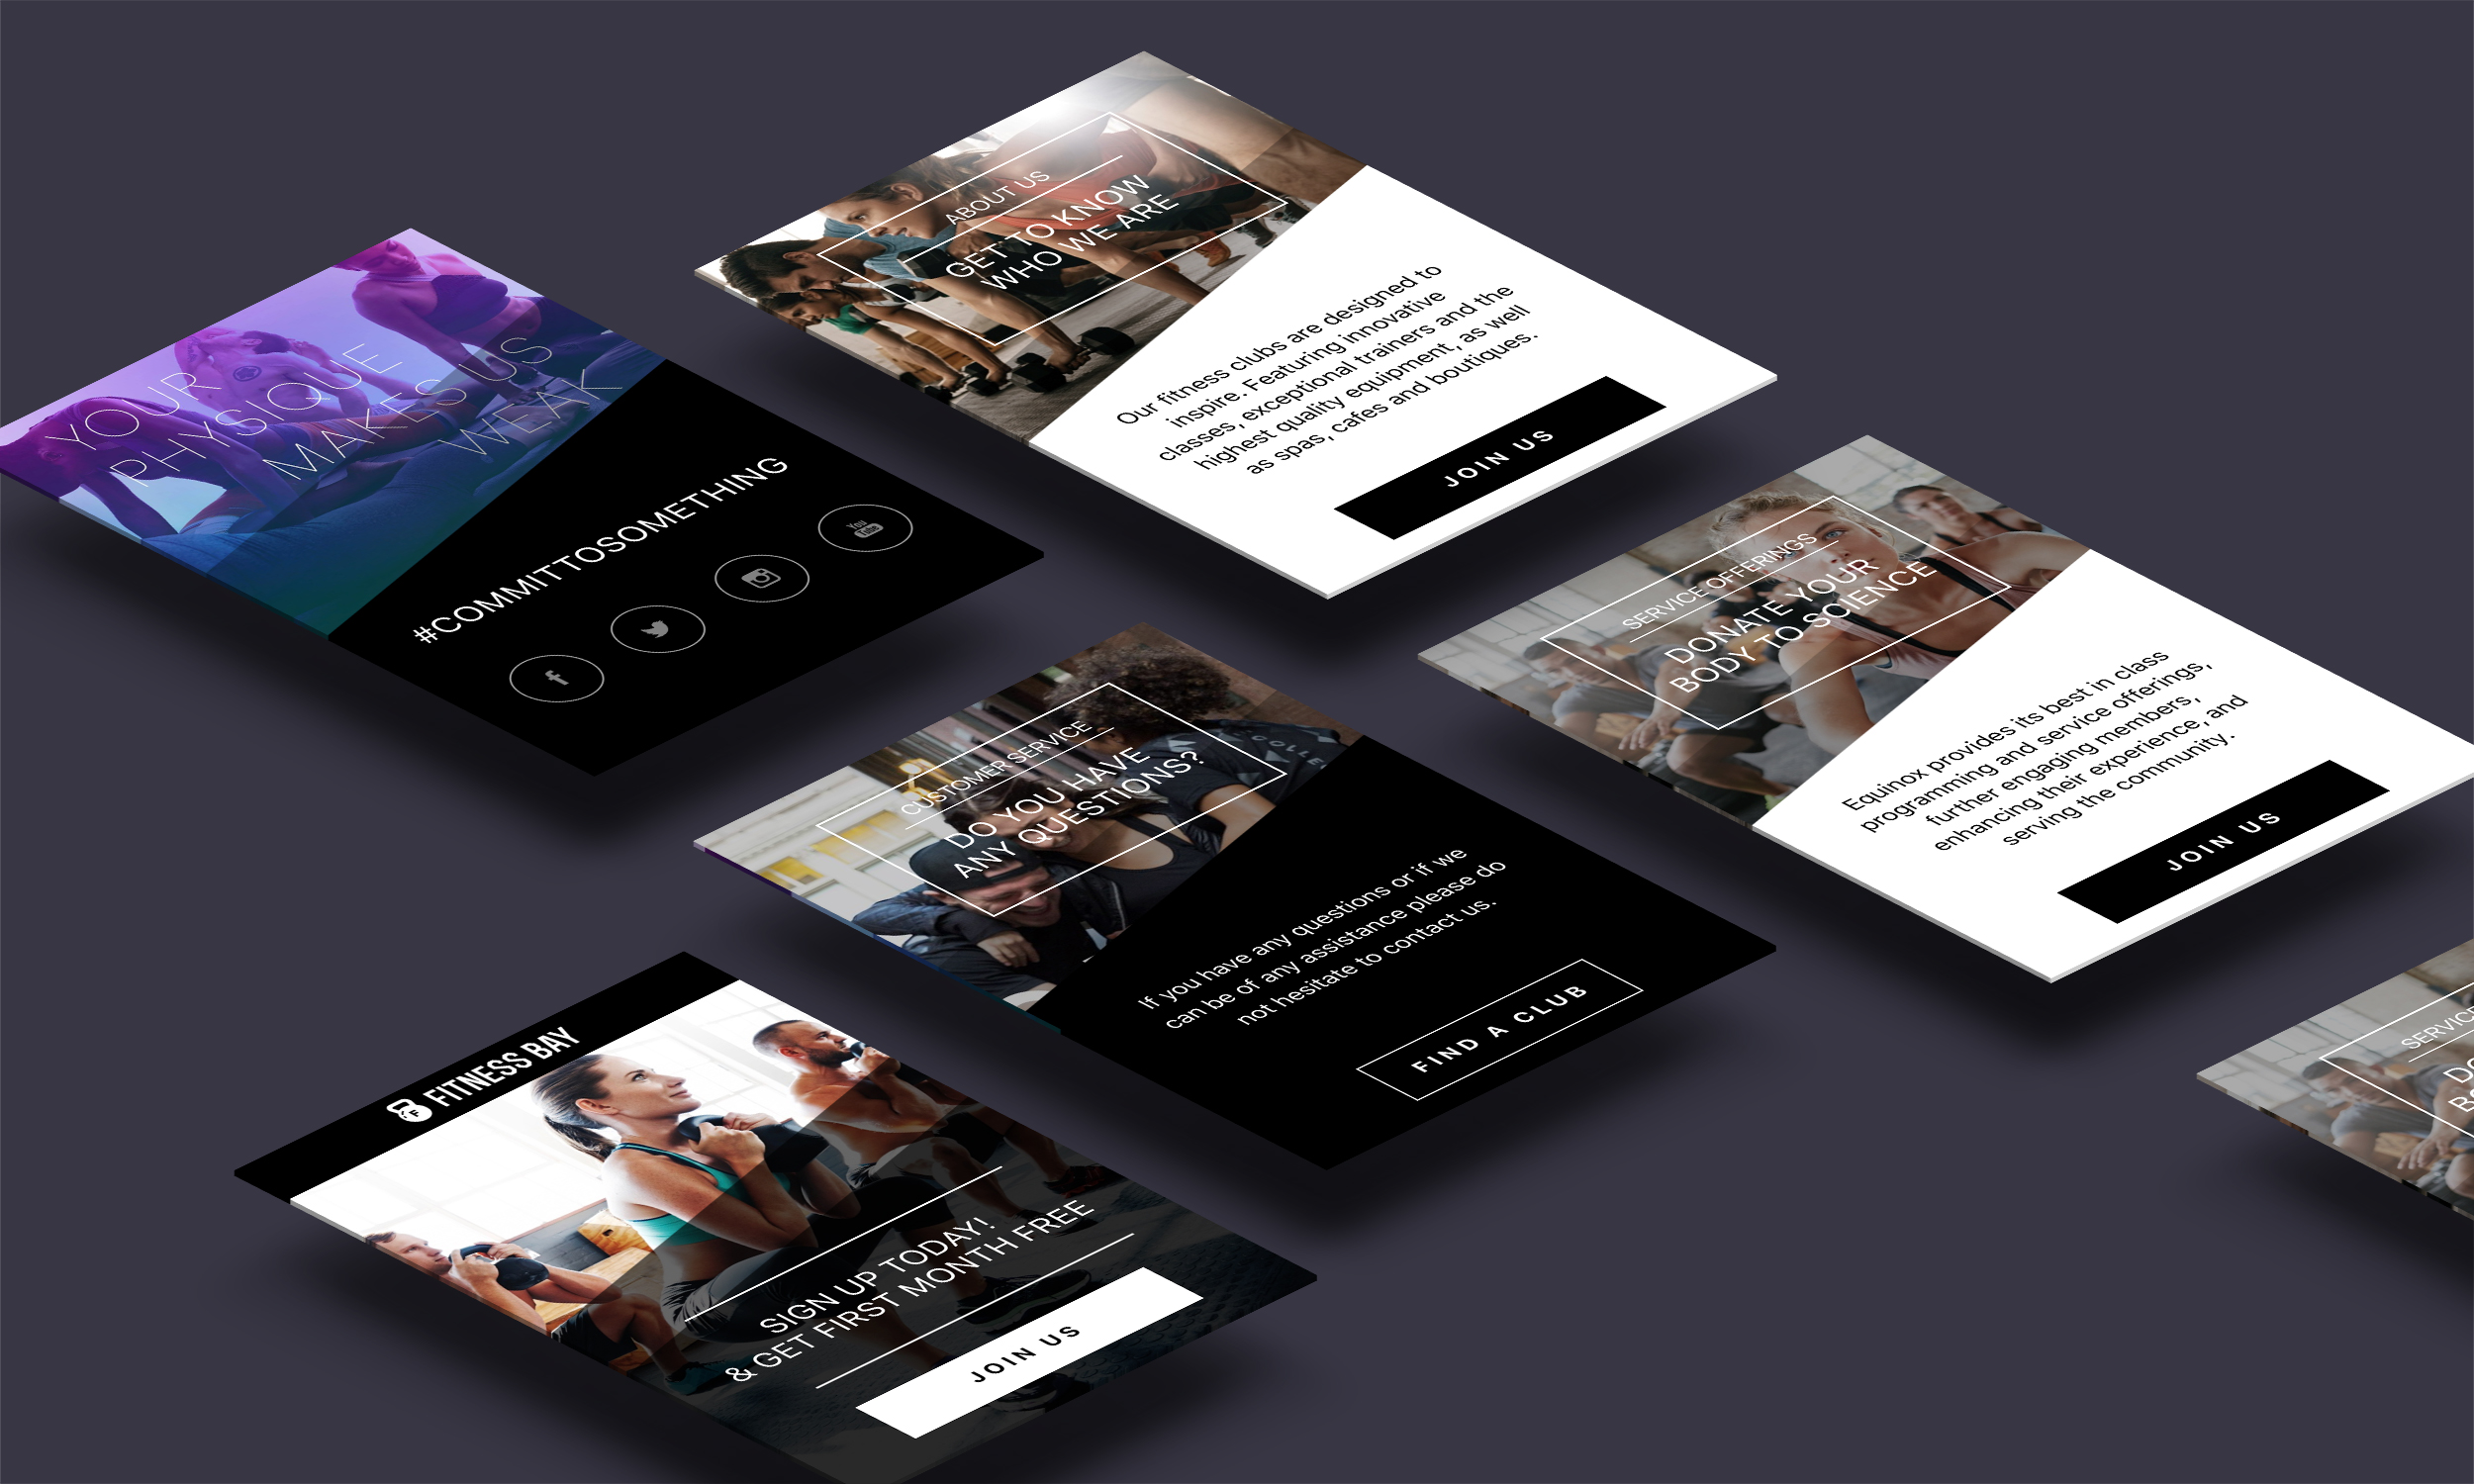 ABOUT US
GET TO KNOW
WHO WE ARE
Our fitness clubs are designed to
inspire. Featuring innovative
classes, exceptional trainers and the
highest quality equipment, as well
as spas, cafes and boutiques.
JOIN US
YOUR
PHYSIQUE
MAKES US
WEAK
#COMMITTOSOMETHING
f
You
Tube
SERVICE OFFERINGS
DONATE YOUR
BODY TO SCIENCE
Equinox provides its best in class
programming and service offerings,
further engaging members,
enhancing their experience, and
serving the community.
JOIN US
CUSTOMER SERVICE
DO YOU HAVE
ANY QUESTIONS?
If you have any questions or if we
can be of any assistance please do
not hesitate to contact us.
FIND A CLUB
F FITNESS BAY
SIGN UP TODAY!
& GET FIRST MONTH FREE
JOIN US